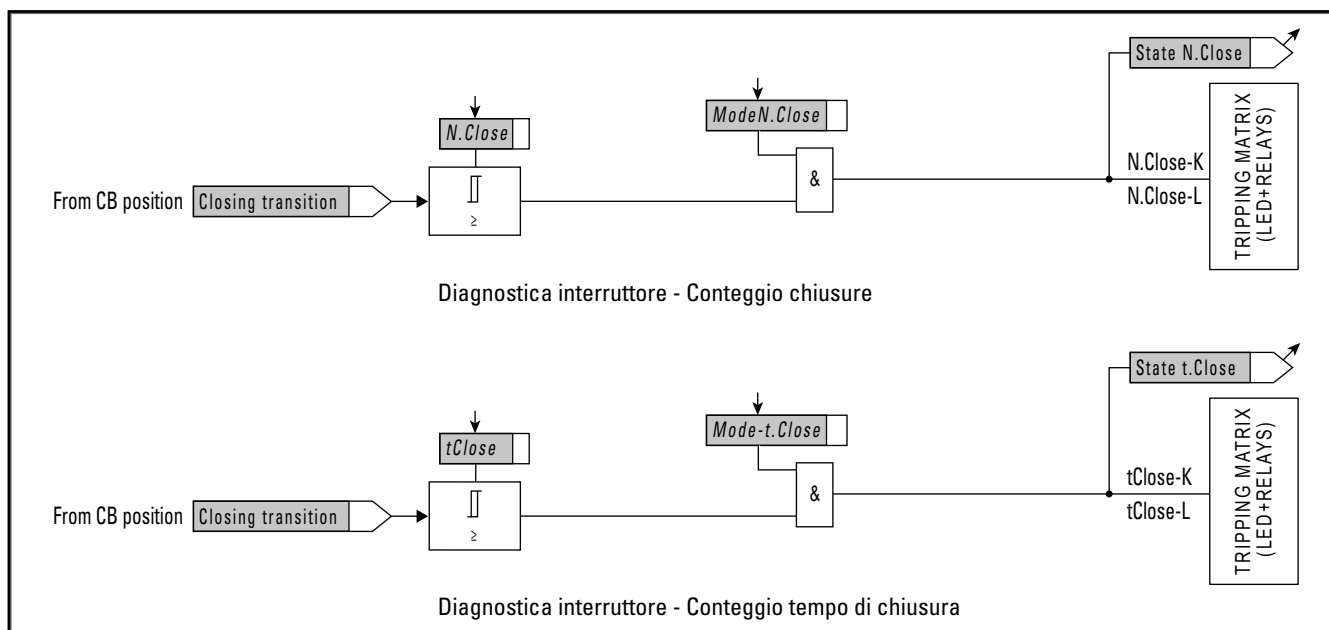 State N.Close
N.Close
ModeN.Close
From CB position
Closing transition
≥
&
N.Close-K
N.Close-L
TRIPPING MATRIX
(LED+RELAYS)
Diagnostica interruttore - Conteggio chiusure
State t.Close
tClose
Mode-t.Close
From CB position
Closing transition
≥
&
tClose-K
tClose-L
TRIPPING MATRIX
(LED+RELAYS)
Diagnostica interruttore - Conteggio tempo di chiusura